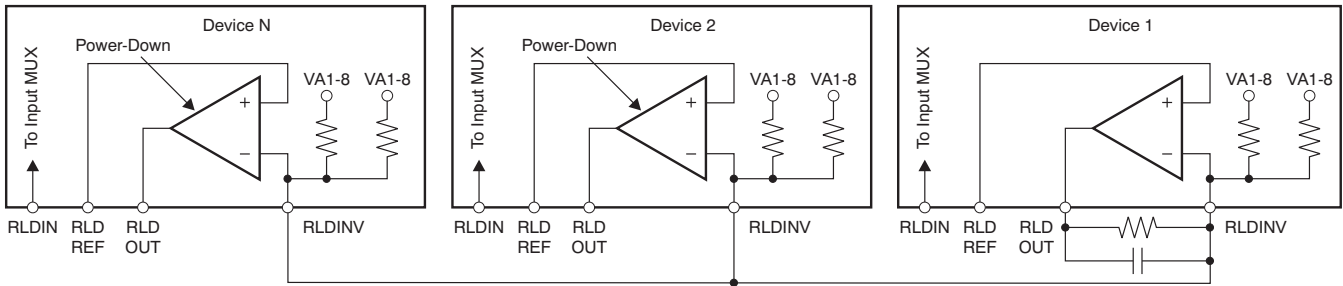 Device N
Power-Down
To Input MUX
VA1-8 VA1-8
+
−
RLDIN RLD REF RLD OUT RLDINV
Device 2
Power-Down
To Input MUX
VA1-8 VA1-8
+
−
RLDIN RLD REF RLD OUT RLDINV
Device 1
To Input MUX
VA1-8 VA1-8
+
−
RLDIN RLD REF RLD OUT RLDINV